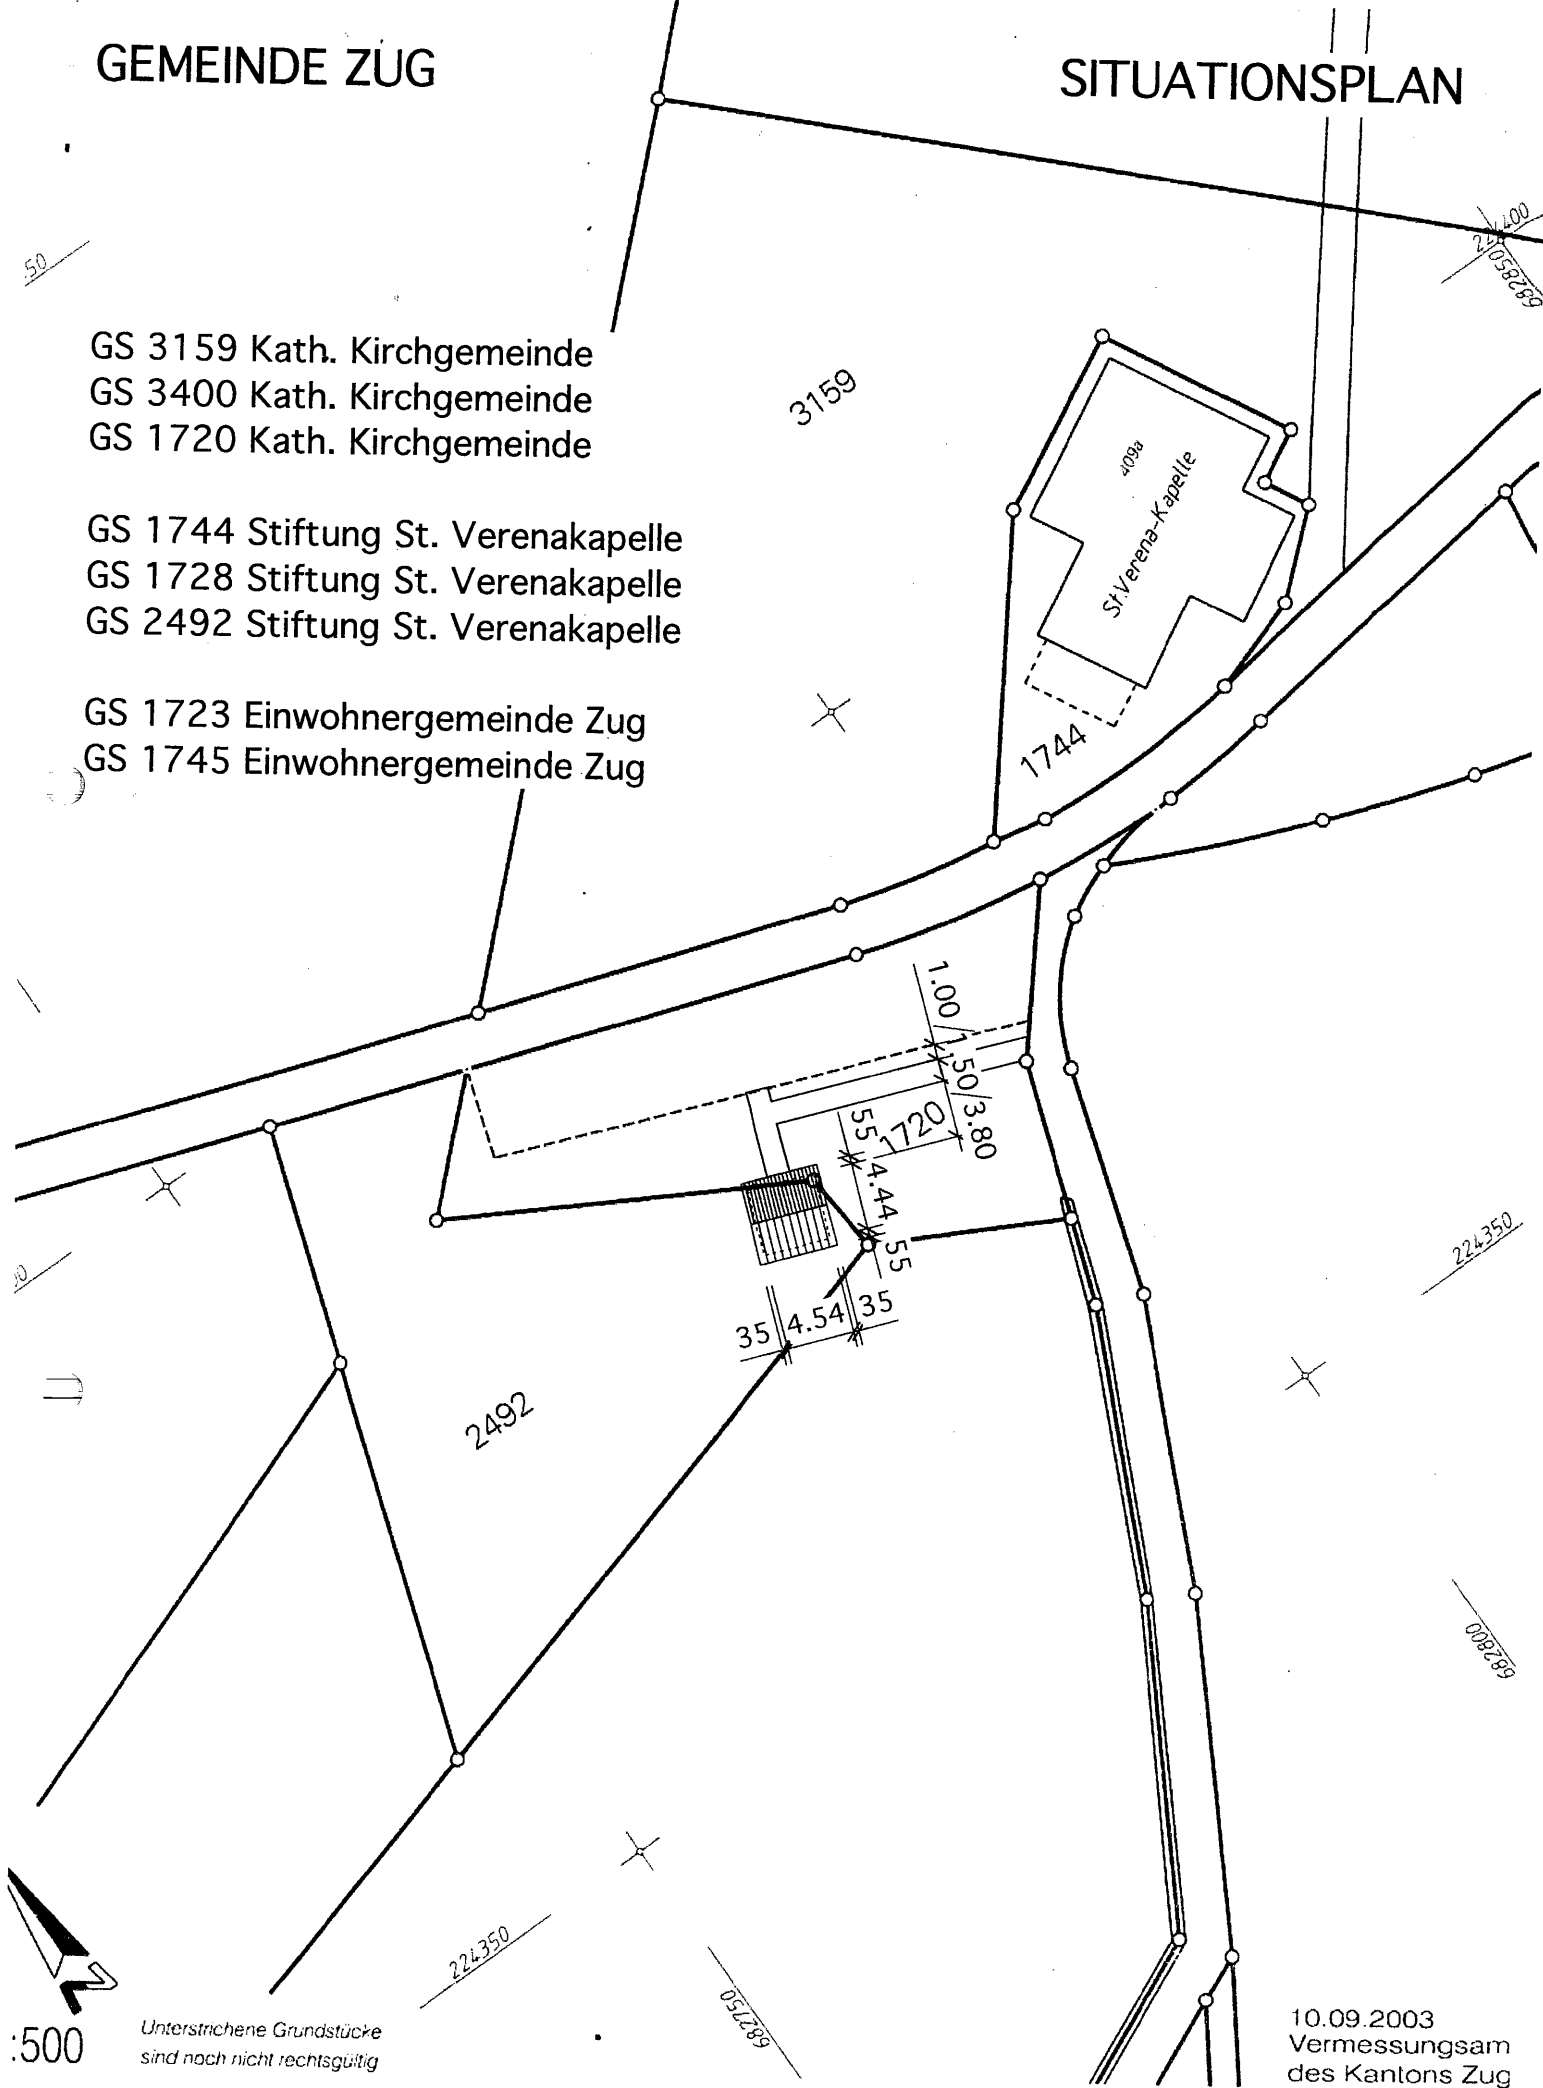 GEMEINDE ZUG
SITUATIONSPLAN
224400
682850
50
GS 3159 Kath. Kirchgemeinde
GS 3400 Kath. Kirchgemeinde
GS 1720 Kath. Kirchgemeinde
GS 1744 Stiftung St. Verenakapelle
GS 1728 Stiftung St. Verenakapelle
GS 2492 Stiftung St. Verenakapelle
GS 1723 Einwohnergemeinde Zug
GS 1745 Einwohnergemeinde Zug
3159
409a
St.Verena-Kapelle
1744
1.00/1.50/3.80
1720
55
4.44
55
35
4.54
35
2492
224350
682800
224350
682750
:500
Unterstrichene Grundstücke
sind noch nicht rechtsgültig
10.09.2003
Vermessungsam
des Kantons Zug